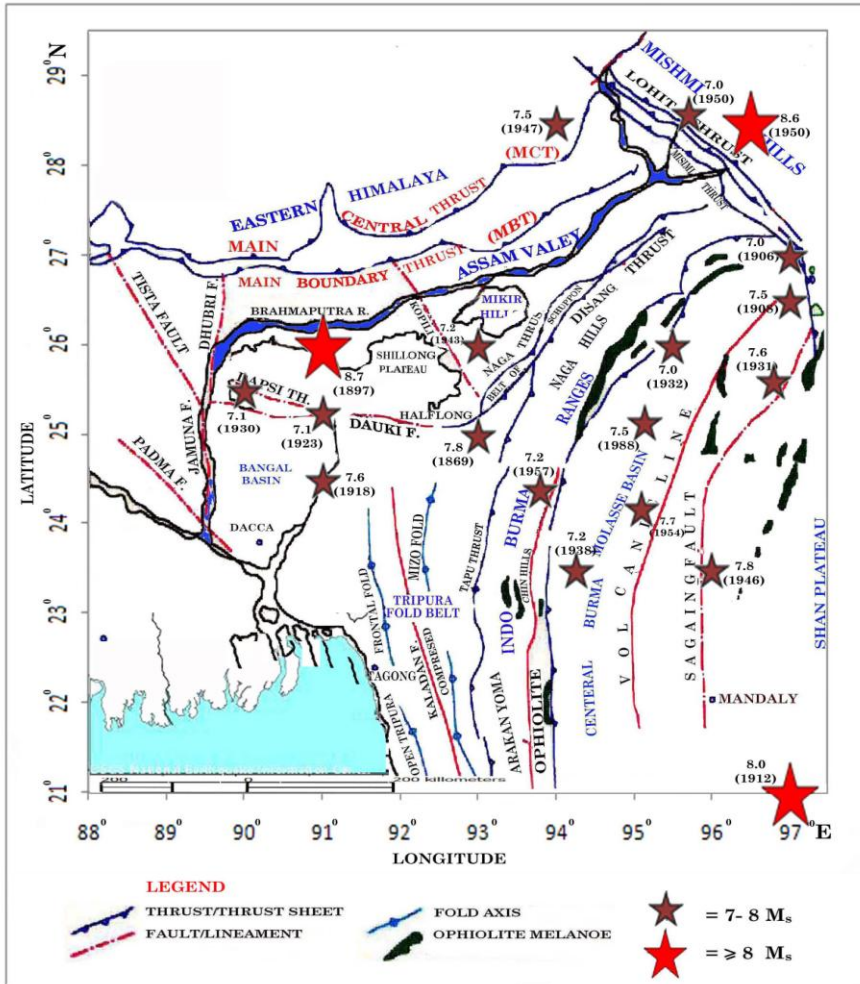 29°N
28°
27°
26°
25°
24°
23°
22°
21°
LATITUDE
88°
90°
91°
92°
93°
94°
95°
96°
97°E
LONGITUDE
MISHMI
HILLS
LOHIT THRUST
MISIMI THRUST
7.0
(1950)
8.6
(1950)
7.5
(1947)
(MCT)
EASTERN HIMALAYA
MAIN CENTRAL THRUST
MAIN BOUNDARY THRUST (MBT)
ASSAM VALEY
7.0
(1906)
7.5
(1908)
7.6
(1931)
7.0
(1932)
7.5
(1988)
TISTA FAULT
DHUBRI F.
BRAHMAPUTRA R.
MIKIR
HILLS
7.2
(1943)
SHILLONG
PLATEAU
8.7
(1897)
DAPSI TH.
7.1
(1930)
7.1
(1923)
HALFLONG
DAUKI F.
7.8
(1869)
NAGA THRUS
BELT OF SCHUPPON
DISANG THRUST
NAGA HILLS
JAMUNA F.
PADMA F.
BANGAL
BASIN
7.6
(1918)
DACCA
7.2
(1957)
7.2
(1938)
7.7
(1954)
7.8
(1946)
FRONTAL FOLD
MIZO FOLD
TRIPURA
FOLD BELT
TAGONG
OPEN TRIPURA
KALADAN F.
COMPRESED
TAPU THRUST
INDO BURMA RANGES
CHIN HILLS
ARAKAN YOMA
OPHIOLITE
CENTERAL BURMA MOLASSE BASIN
VOLCANIC LINE
SAGAING FAULT
SHAN PLATEAU
MANDALY
8.0
(1912)
200 0 200 kilometers
LEGEND
THRUST/THRUST SHEET
FAULT/LINEAMENT
FOLD AXIS
OPHIOLITE MELANOE
= 7- 8 Ms
= ⩾ 8 Ms